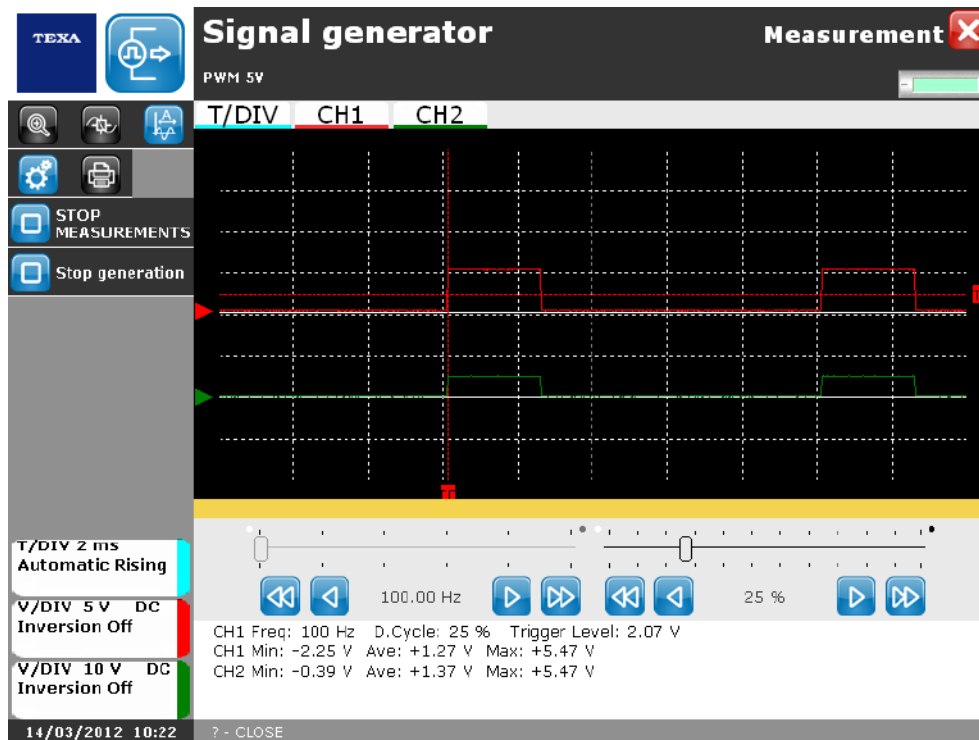 TEXA
Signal generator
Measurement
PWM 5V
T/DIV CH1 CH2
STOP
MEASUREMENTS
Stop generation
T/DIV 2 ms
Automatic Rising
V/DIV 5 V DC
Inversion Off
V/DIV 10 V DC
Inversion Off
100.00 Hz
25 %
CH1 Freq: 100 Hz D.Cycle: 25 % Trigger Level: 2.07 V
CH1 Min: -2.25 V Ave: +1.27 V Max: +5.47 V
CH2 Min: -0.39 V Ave: +1.37 V Max: +5.47 V
14/03/2012 10:22
? - CLOSE